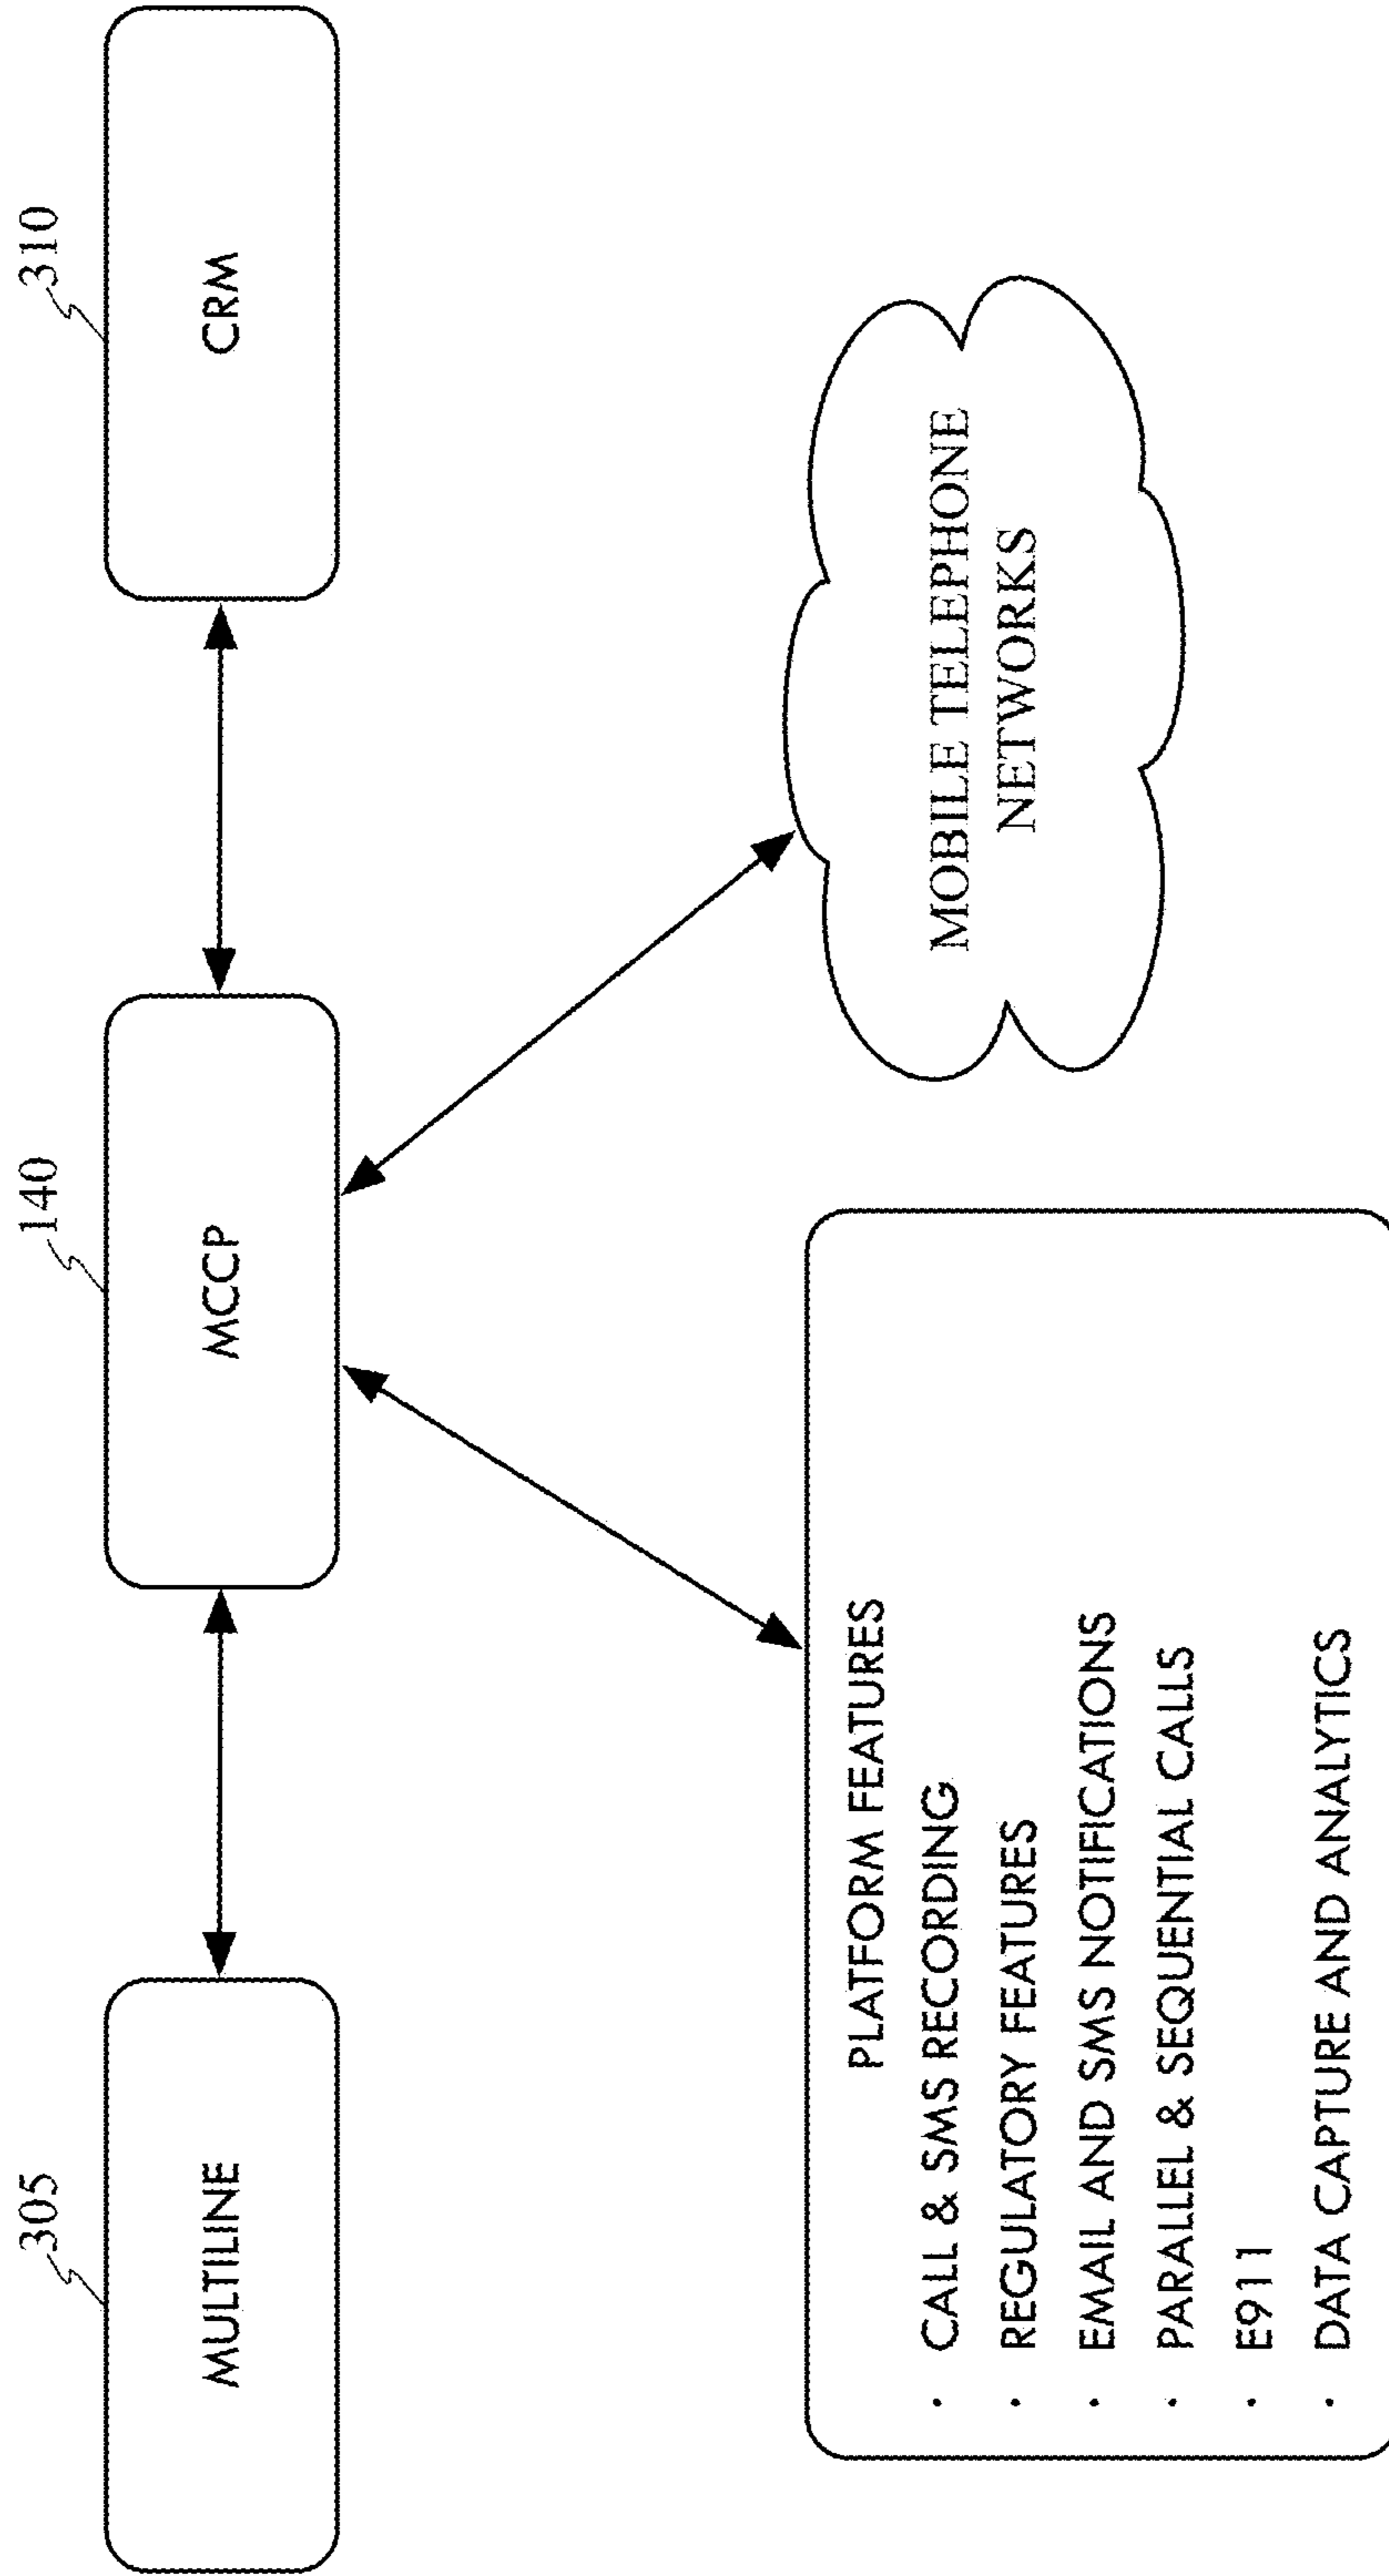 305
140
310
MULTILINE
MCCP
CRM
PLATFORM FEATURES
· CALL & SMS RECORDING
· REGULATORY FEATURES
· EMAIL AND SMS NOTIFICATIONS
· PARALLEL & SEQUENTIAL CALLS
· E911
· DATA CAPTURE AND ANALYTICS
MOBILE TELEPHONE
NETWORKS